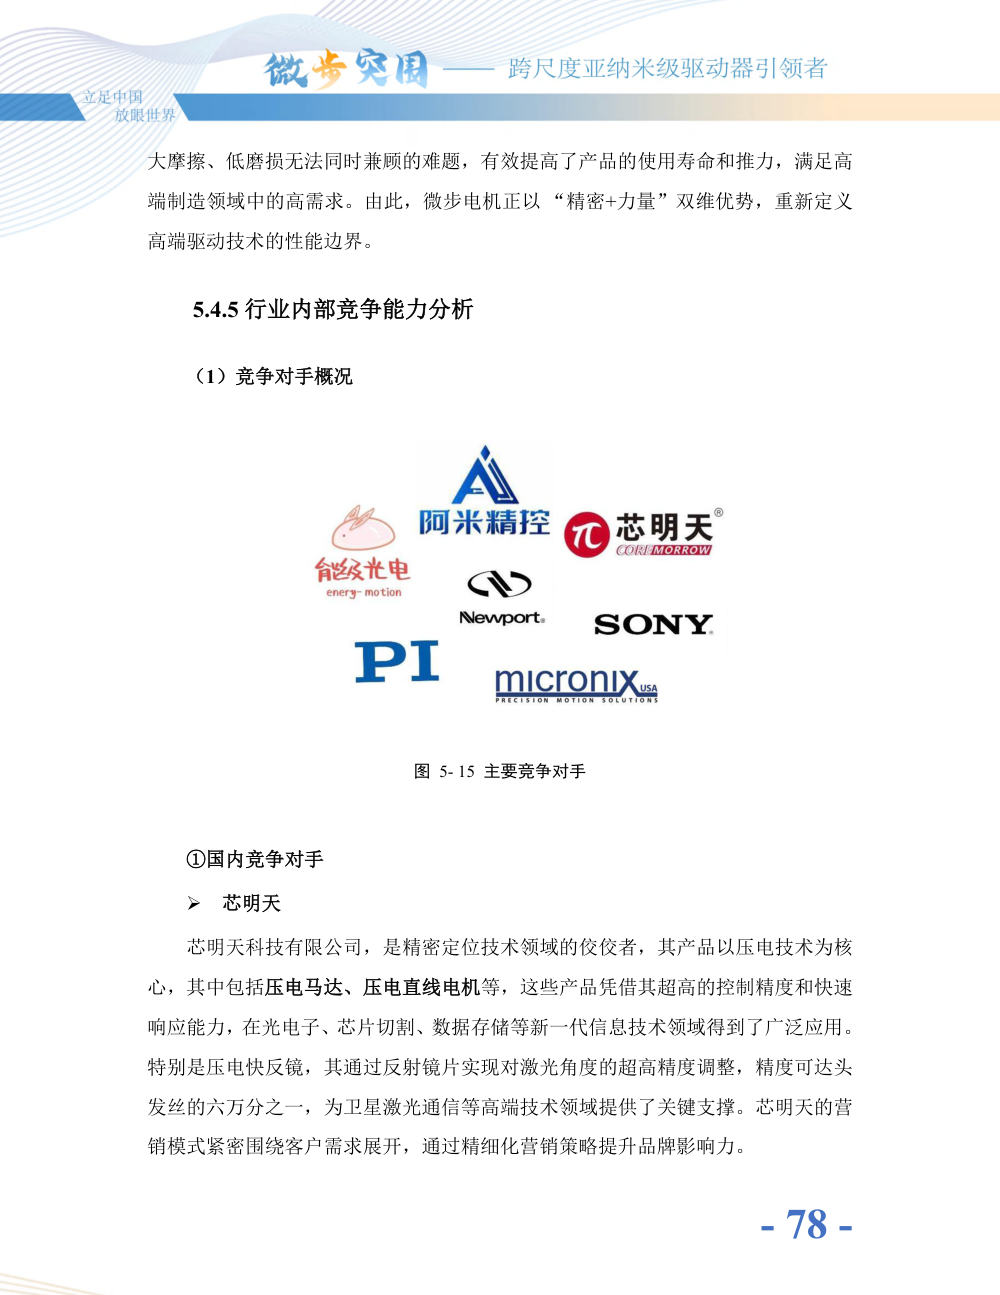 微步突围 —— 跨尺度亚纳米级驱动器引领者
立足中国
放眼世界
大摩擦、低磨损无法同时兼顾的难题，有效提高了产品的使用寿命和推力，满足高
端制造领域中的高需求。由此，微步电机正以 “精密+力量”双维优势，重新定义
高端驱动技术的性能边界。
5.4.5 行业内部竞争能力分析
（1）竞争对手概况
阿米精控
芯明天®
COREMORROW
能级光电
enery-motion
Newport®
SONY
PI
micronix USA
PRECISION MOTION SOLUTIONS
图 5- 15 主要竞争对手
①国内竞争对手
➢ 芯明天
芯明天科技有限公司，是精密定位技术领域的佼佼者，其产品以压电技术为核
心，其中包括压电马达、压电直线电机等，这些产品凭借其超高的控制精度和快速
响应能力，在光电子、芯片切割、数据存储等新一代信息技术领域得到了广泛应用。
特别是压电快反镜，其通过反射镜片实现对激光角度的超高精度调整，精度可达头
发丝的六万分之一，为卫星激光通信等高端技术领域提供了关键支撑。芯明天的营
销模式紧密围绕客户需求展开，通过精细化营销策略提升品牌影响力。
- 78 -